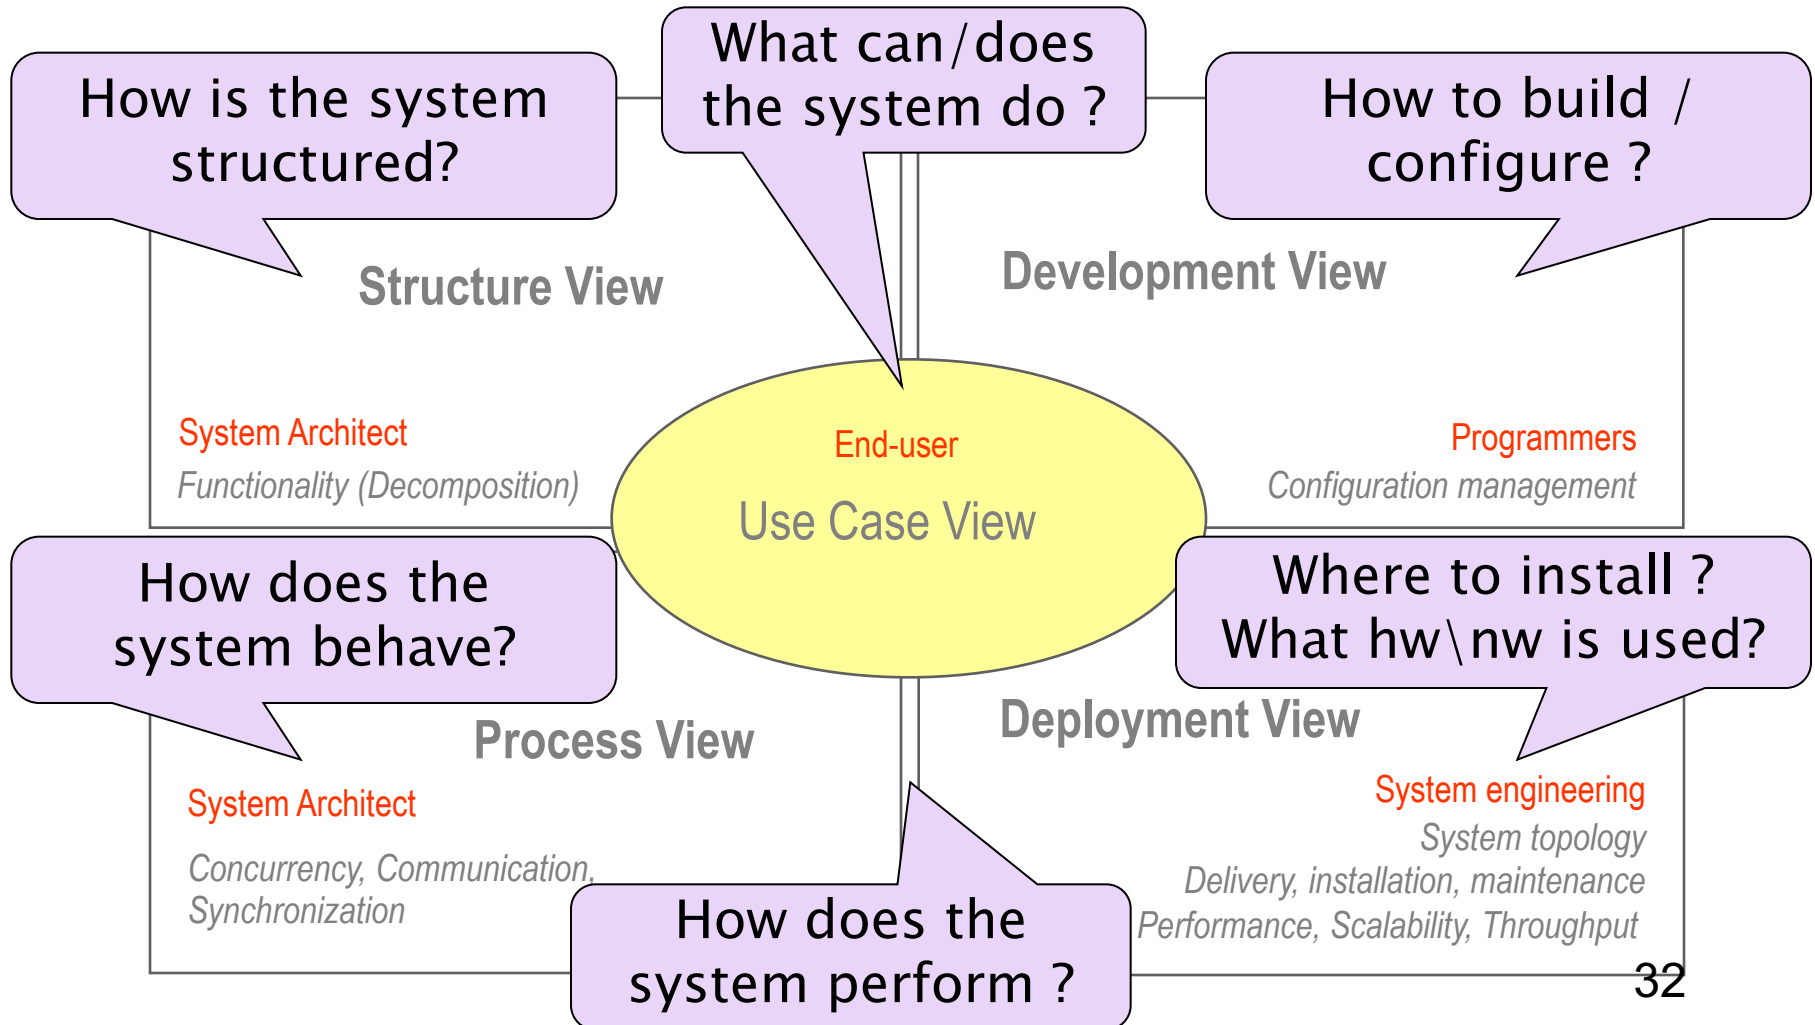 What can/does
the system do ?
How is the system
structured?
How to build /
configure ?
Structure View
Development View
System Architect
Functionality (Decomposition)
End-user
Use Case View
Programmers
Configuration management
How does the
system behave?
Where to install ?
What hw\nw is used?
Process View
Deployment View
System Architect
Concurrency, Communication,
Synchronization
System engineering
System topology
Delivery, installation, maintenance
Performance, Scalability, Throughput
How does the
system perform ?
32